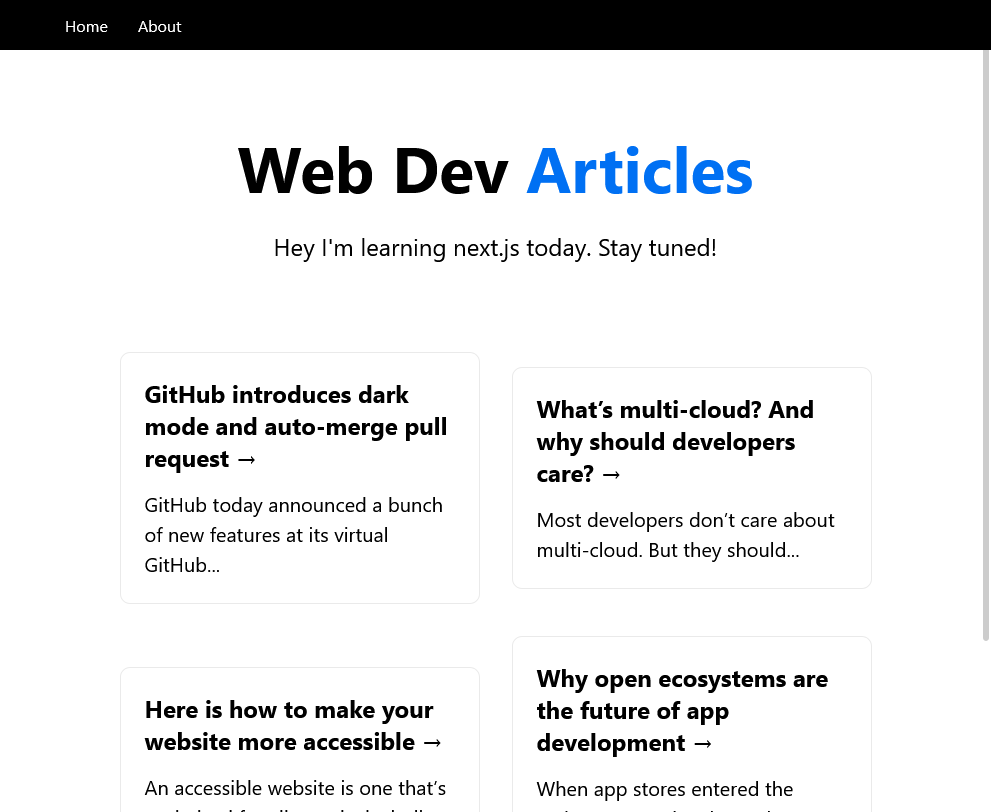 Home About
Web Dev Articles
Hey I'm learning next.js today. Stay tuned!
GitHub introduces dark
mode and auto-merge pull
request →
GitHub today announced a bunch
of new features at its virtual
GitHub...
What’s multi-cloud? And
why should developers
care? →
Most developers don’t care about
multi-cloud. But they should...
Here is how to make your
website more accessible →
An accessible website is one that’s
Why open ecosystems are
the future of app
development →
When app stores entered the